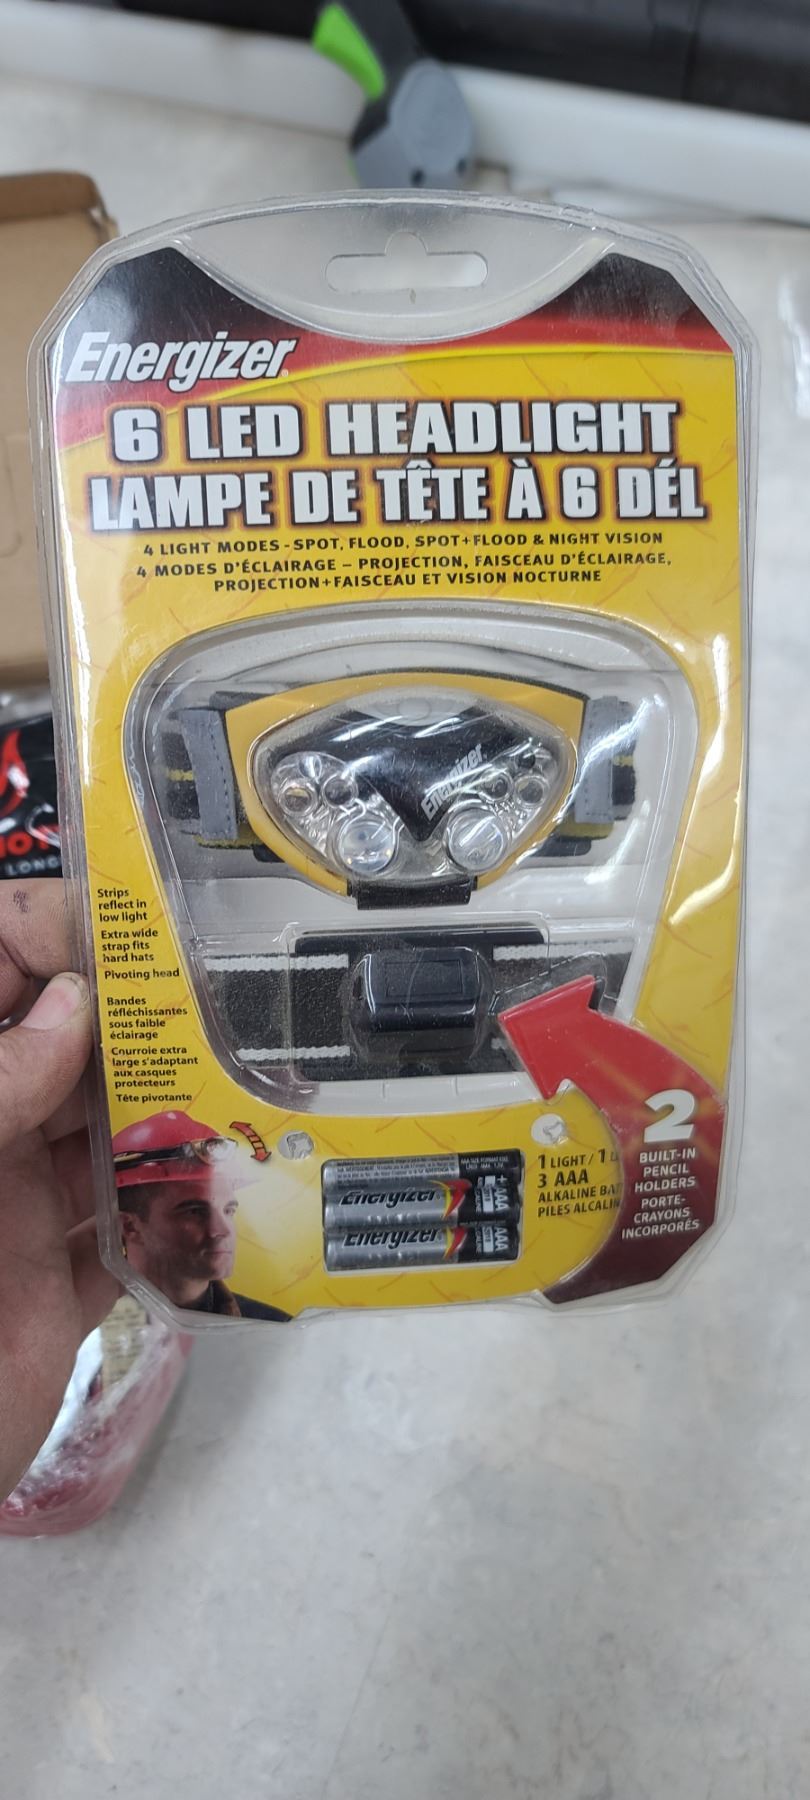 Energizer
6 LED HEADLIGHT
LAMPE DE TÊTE À 6 DÉL
4 LIGHT MODES - SPOT, FLOOD, SPOT+FLOOD & NIGHT VISION
4 MODES D'ÉCLAIRAGE – PROJECTION, FAISCEAU D'ÉCLAIRAGE,
PROJECTION+FAISCEAU ET VISION NOCTURNE
Energizer
Strips
reflect in
low light
Extra wide
strap fits
hard hats
Pivoting head
Bandes
réfléchissantes
sous faible
éclairage
Courroie extra
large s'adaptant
aux casques
protecteurs
Tête pivotante
2
BUILT-IN
PENCIL
HOLDERS
PORTE-
CRAYONS
INCORPORÉS
1 LIGHT / 1
3 AAA
ALKALINE
PILES
Energizer
+ AAA
Energizer
AAA
LONG